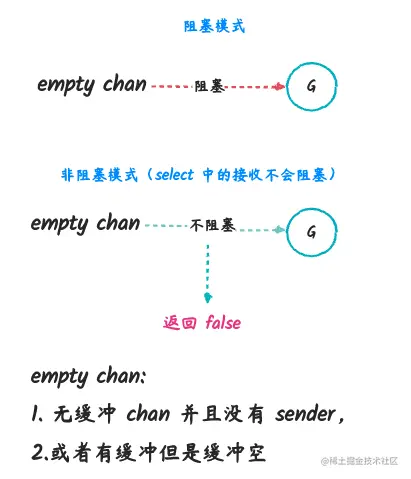 阻塞模式
empty chan 阻塞 G
非阻塞模式（select 中的接收不会阻塞）
empty chan 不阻塞 G
返回 false
empty chan:
1. 无缓冲 chan 并且没有 sender，
2.或者有缓冲但是缓冲空
@稀土掘金技术社区